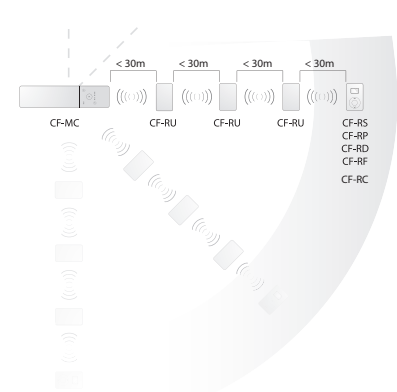 < 30m < 30m < 30m < 30m
CF-MC CF-RU CF-RU CF-RU CF-RS
CF-RP
CF-RD
CF-RF
CF-RC